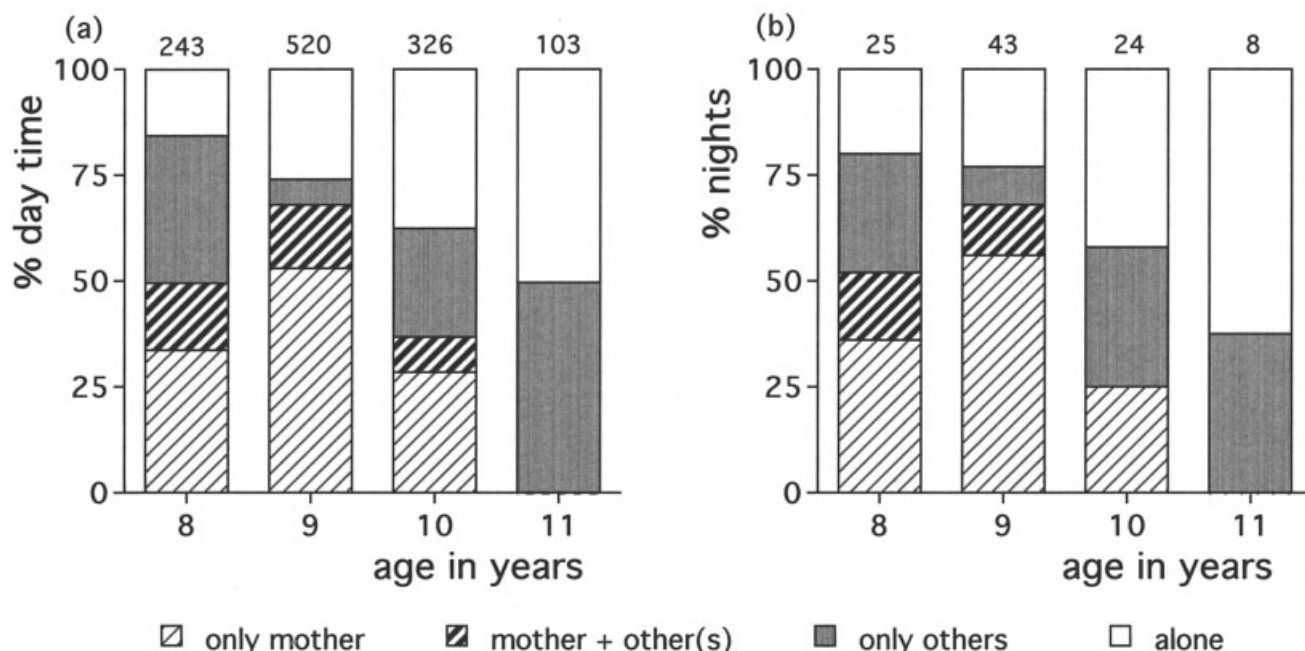 (a)
243 520 326 103
100
75
50
25
0
% day time
8 9 10 11
age in years
(b)
25 43 24 8
100
75
50
25
0
% nights
8 9 10 11
age in years
only mother mother + other(s) only others alone